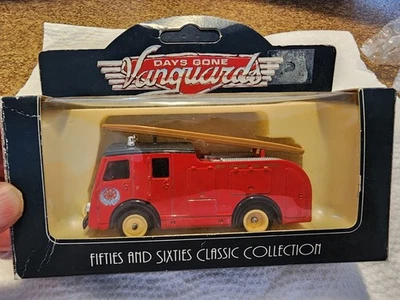 DAYS GONE
Vanguards
FIFTIES AND SIXTIES CLASSIC COLLECTION